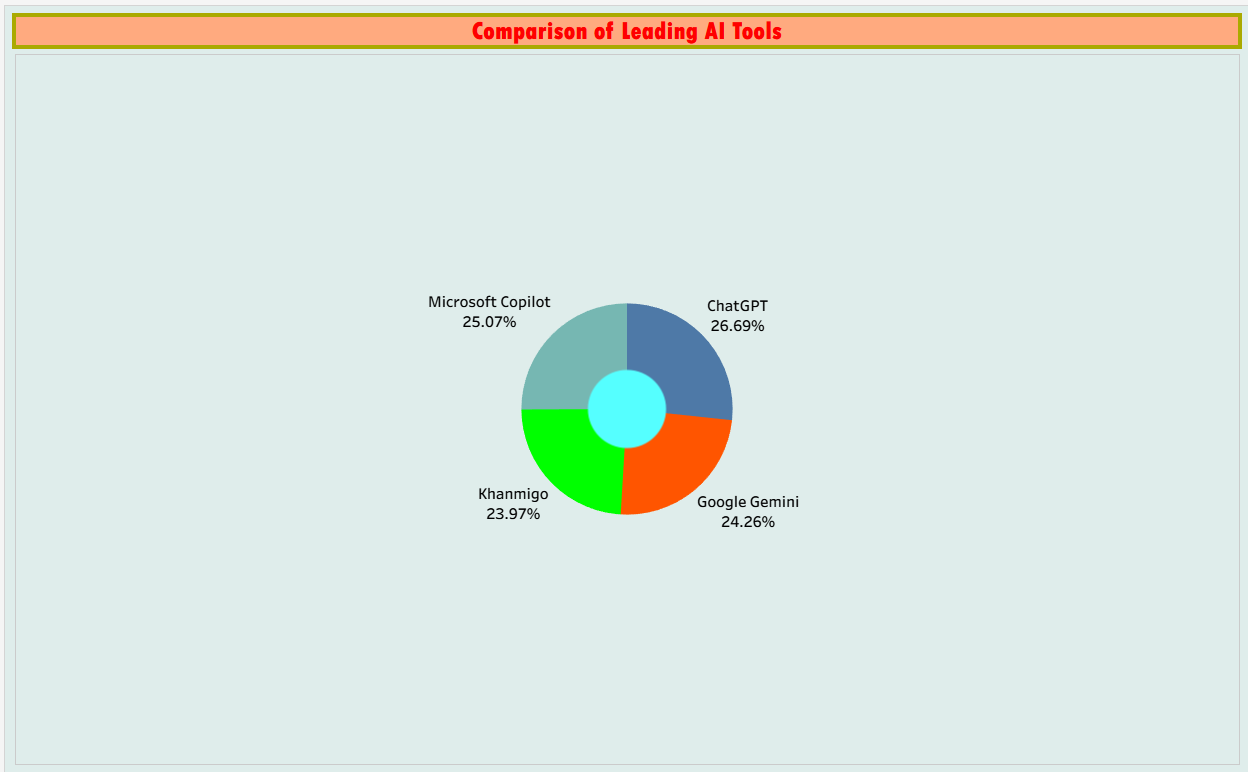 Comparison of Leading AI Tools
Microsoft Copilot
25.07%
ChatGPT
26.69%
Khanmigo
23.97%
Google Gemini
24.26%